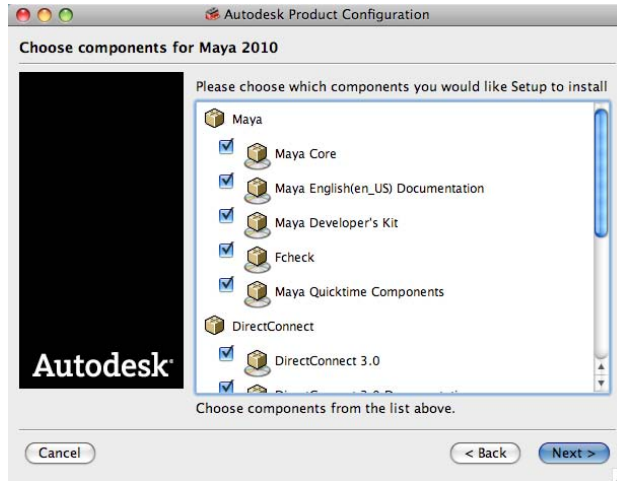 Autodesk Product Configuration
Choose components for Maya 2010
Please choose which components you would like Setup to install
Maya
Maya Core
Maya English(en_US) Documentation
Maya Developer's Kit
Fcheck
Maya Quicktime Components
DirectConnect
DirectConnect 3.0
Autodesk
Choose components from the list above.
Cancel
< Back
Next >